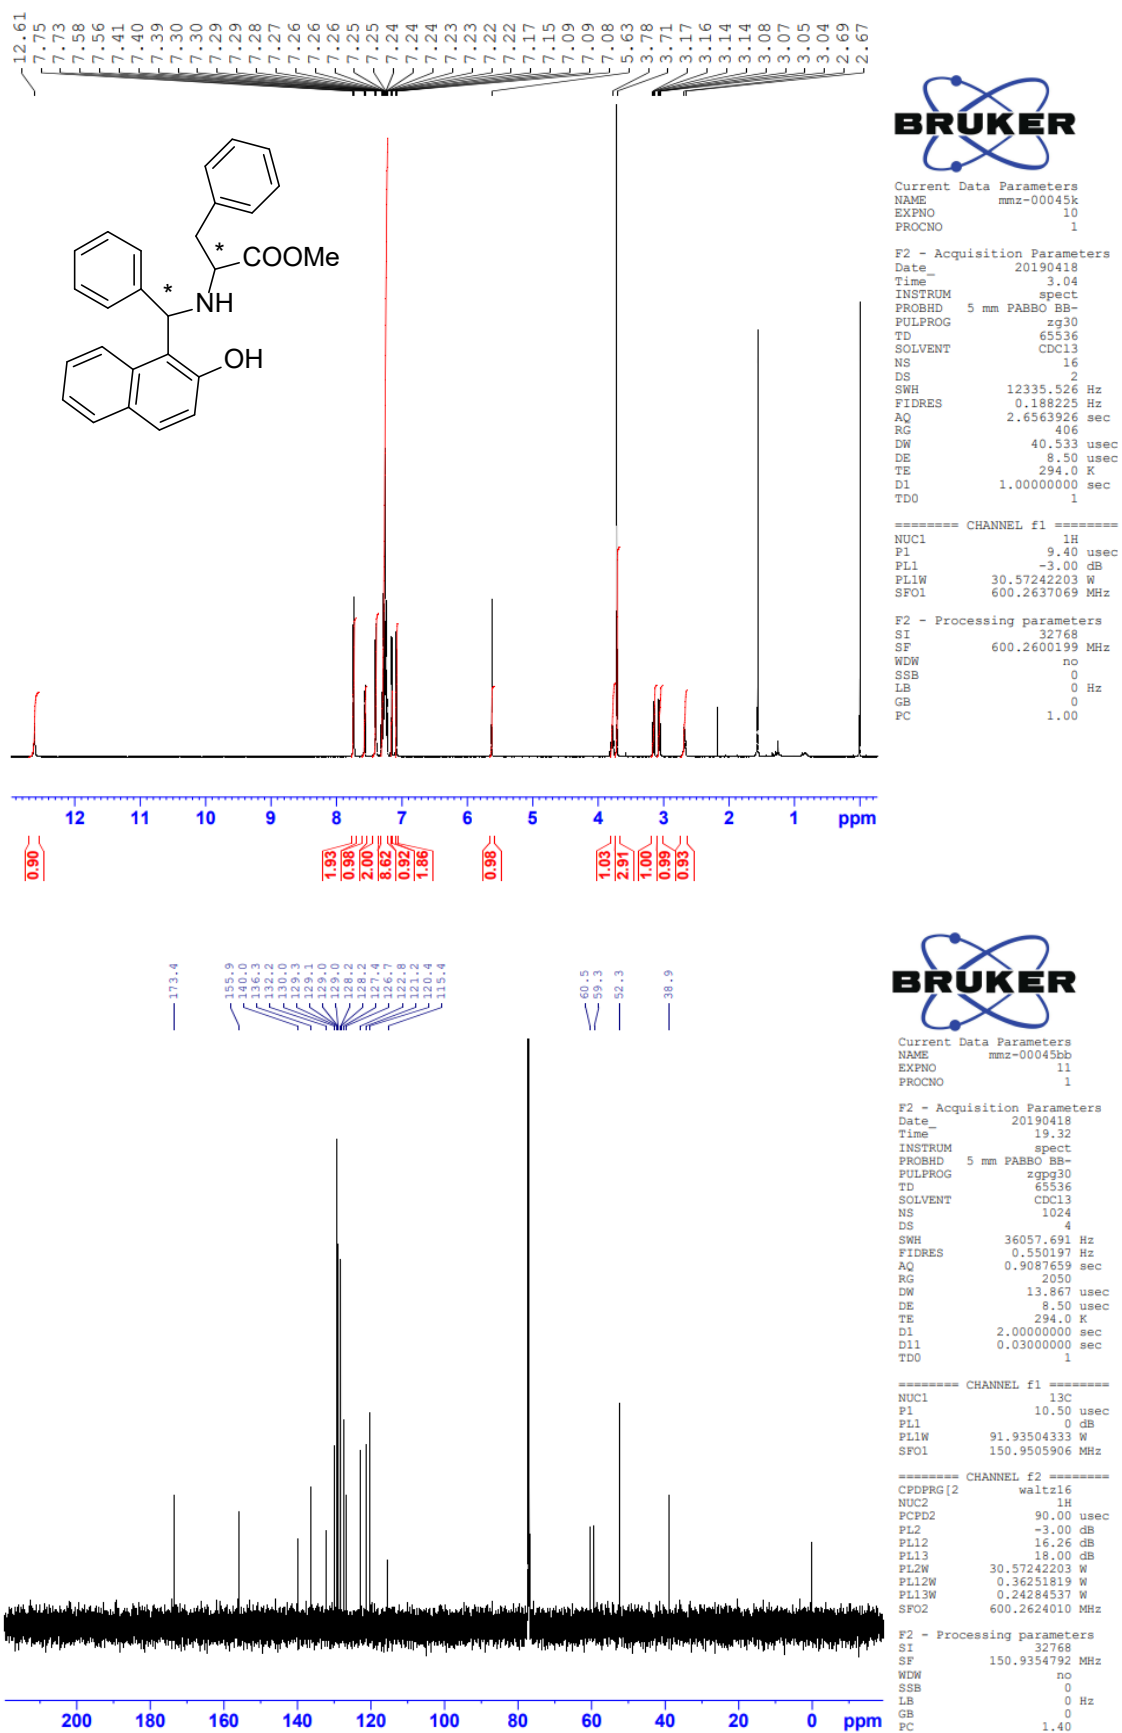 12.61
7.75
7.73
7.58
7.56
7.41
7.40
7.39
7.30
7.30
7.29
7.29
7.28
7.27
7.26
7.26
7.26
7.25
7.25
7.24
7.24
7.24
7.23
7.23
7.22
7.22
7.17
7.15
7.09
7.09
7.08
5.63
3.78
3.71
3.17
3.16
3.14
3.14
3.08
3.07
3.05
3.04
2.69
2.67
BRUKER
Current Data Parameters
NAME mmz-00045k
EXPNO 10
PROCNO 1
F2 - Acquisition Parameters
Date_ 20190418
Time 3.04
INSTRUM spect
PROBHD 5 mm PABBO BB-
PULPROG zg30
TD 65536
SOLVENT CDCl3
NS 16
DS 2
SWH 12335.526 Hz
FIDRES 0.188225 Hz
AQ 2.6563926 sec
RG 406
DW 40.533 usec
DE 8.50 usec
TE 294.0 K
D1 1.00000000 sec
TD0 1
======== CHANNEL f1 ========
NUC1 1H
P1 9.40 usec
PL1 -3.00 dB
PL1W 30.57242203 W
SFO1 600.2637069 MHz
F2 - Processing parameters
SI 32768
SF 600.2600199 MHz
WDW no
SSB 0
LB 0 Hz
GB 0
PC 1.00
* COOMe
* NH
OH
12 11 10 9 8 7 6 5 4 3 2 1 ppm
0.90 1.93 0.98 2.00 8.62 0.92 1.86 0.98 1.03 2.91 1.00 0.99 0.93
173.4
155.9
140.0
136.3
132.2
130.0
129.3
129.1
129.0
129.0
128.2
128.2
127.4
126.7
122.8
121.2
120.4
115.4
60.5
59.3
52.3
38.9
BRUKER
Current Data Parameters
NAME mmz-00045bb
EXPNO 11
PROCNO 1
F2 - Acquisition Parameters
Date_ 20190418
Time 19.32
INSTRUM spect
PROBHD 5 mm PABBO BB-
PULPROG zgpg30
TD 65536
SOLVENT CDCl3
NS 1024
DS 4
SWH 36057.691 Hz
FIDRES 0.550197 Hz
AQ 0.9087659 sec
RG 2050
DW 13.867 usec
DE 8.50 usec
TE 294.0 K
D1 2.00000000 sec
D11 0.03000000 sec
TD0 1
======== CHANNEL f1 ========
NUC1 13C
P1 10.50 usec
PL1 0 dB
PL1W 91.93504333 W
SFO1 150.9505906 MHz
======== CHANNEL f2 ========
CPDPRG[2 waltz16
NUC2 1H
PCPD2 90.00 usec
PL2 -3.00 dB
PL12 16.26 dB
PL13 18.00 dB
PL2W 30.57242203 W
PL12W 0.36251819 W
PL13W 0.24284537 W
SFO2 600.2624010 MHz
F2 - Processing parameters
SI 32768
SF 150.9354792 MHz
WDW no
SSB 0
LB 0 Hz
GB 0
PC 1.40
200 180 160 140 120 100 80 60 40 20 0 ppm